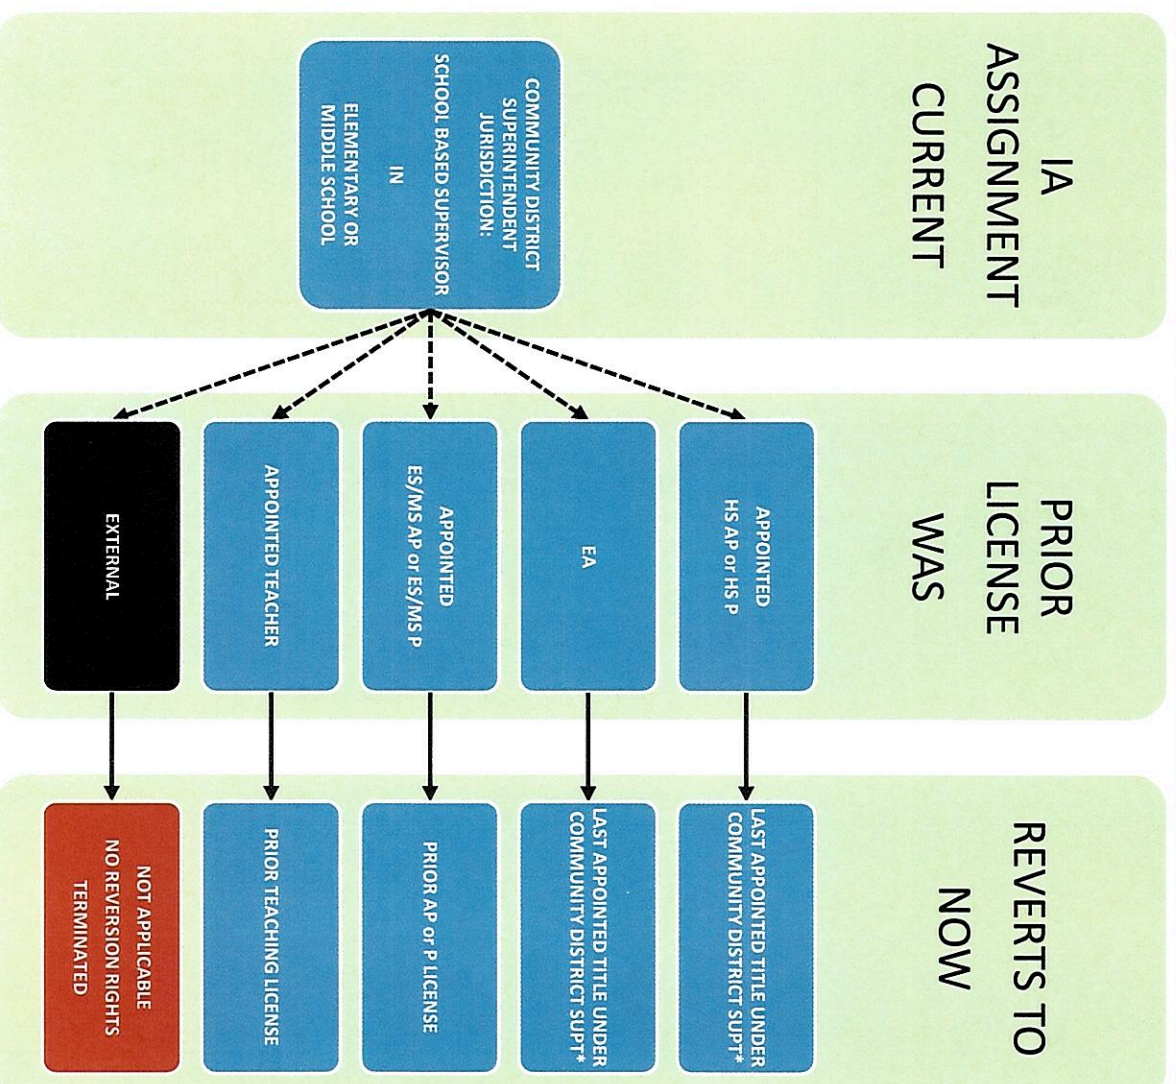 IA
ASSIGNMENT
CURRENT
COMMUNITY DISTRICT
SUPERINTENDENT
JURISDICTION:
SCHOOL BASED SUPERVISOR
IN
ELEMENTARY OR
MIDDLE SCHOOL
PRIOR
LICENSE
WAS
APPOINTED
HS AP or HS P
EA
APPOINTED
ES/MS AP or ES/MS P
APPOINTED TEACHER
EXTERNAL
REVERTS TO
NOW
LAST APPOINTED TITLE UNDER
COMMUNITY DISTRICT SUPT*
LAST APPOINTED TITLE UNDER
COMMUNITY DISTRICT SUPT*
PRIOR AP or P LICENSE
PRIOR TEACHING LICENSE
NOT APPLICABLE
NO REVERSION RIGHTS
TERMINATED